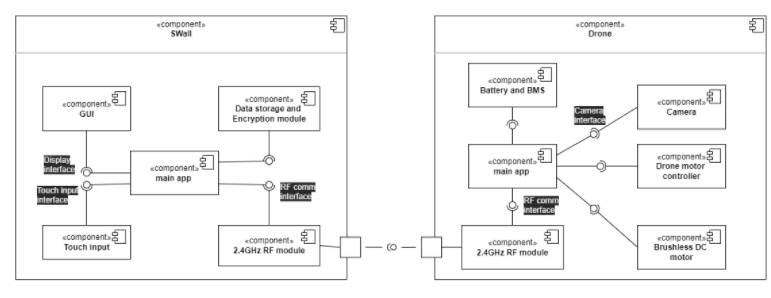 «component»
SWall
«component»
GUI
«component»
Data storage and
Encryption module
Display
interface
«component»
main app
Touch input
interface
RF comm
interface
«component»
Touch input
«component»
2.4GHz RF module
«component»
Drone
«component»
Battery and BMS
Camera
interface
«component»
Camera
«component»
main app
«component»
Drone motor
controller
RF comm
interface
«component»
2.4GHz RF module
«component»
Brushless DC
motor